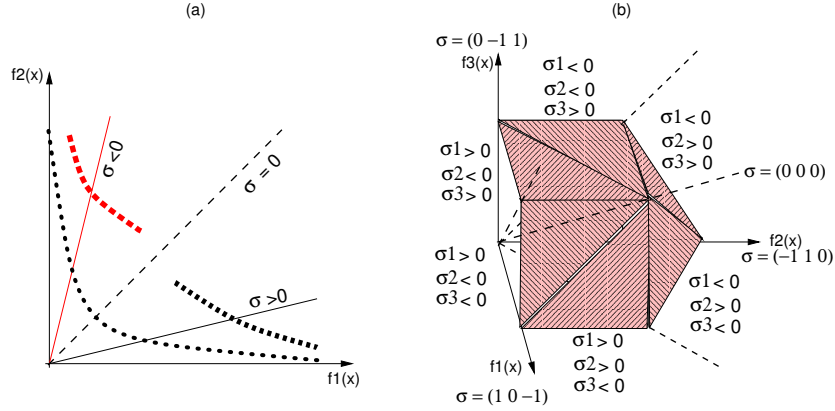 (a)
f2(x)
σ<0
σ = 0
σ>0
f1(x)
(b)
σ = (0 −1 1)
f3(x)
σ1 < 0
σ2 < 0
σ3 > 0
σ1 < 0
σ2 > 0
σ3 > 0
σ = (0 0 0)
σ1 > 0
σ2 < 0
σ3 > 0
f2(x)
σ = (−1 1 0)
σ1 > 0
σ2 < 0
σ3 < 0
σ1 < 0
σ2 > 0
σ3 < 0
f1(x)
σ = (1 0 −1)
σ1 > 0
σ2 > 0
σ3 < 0